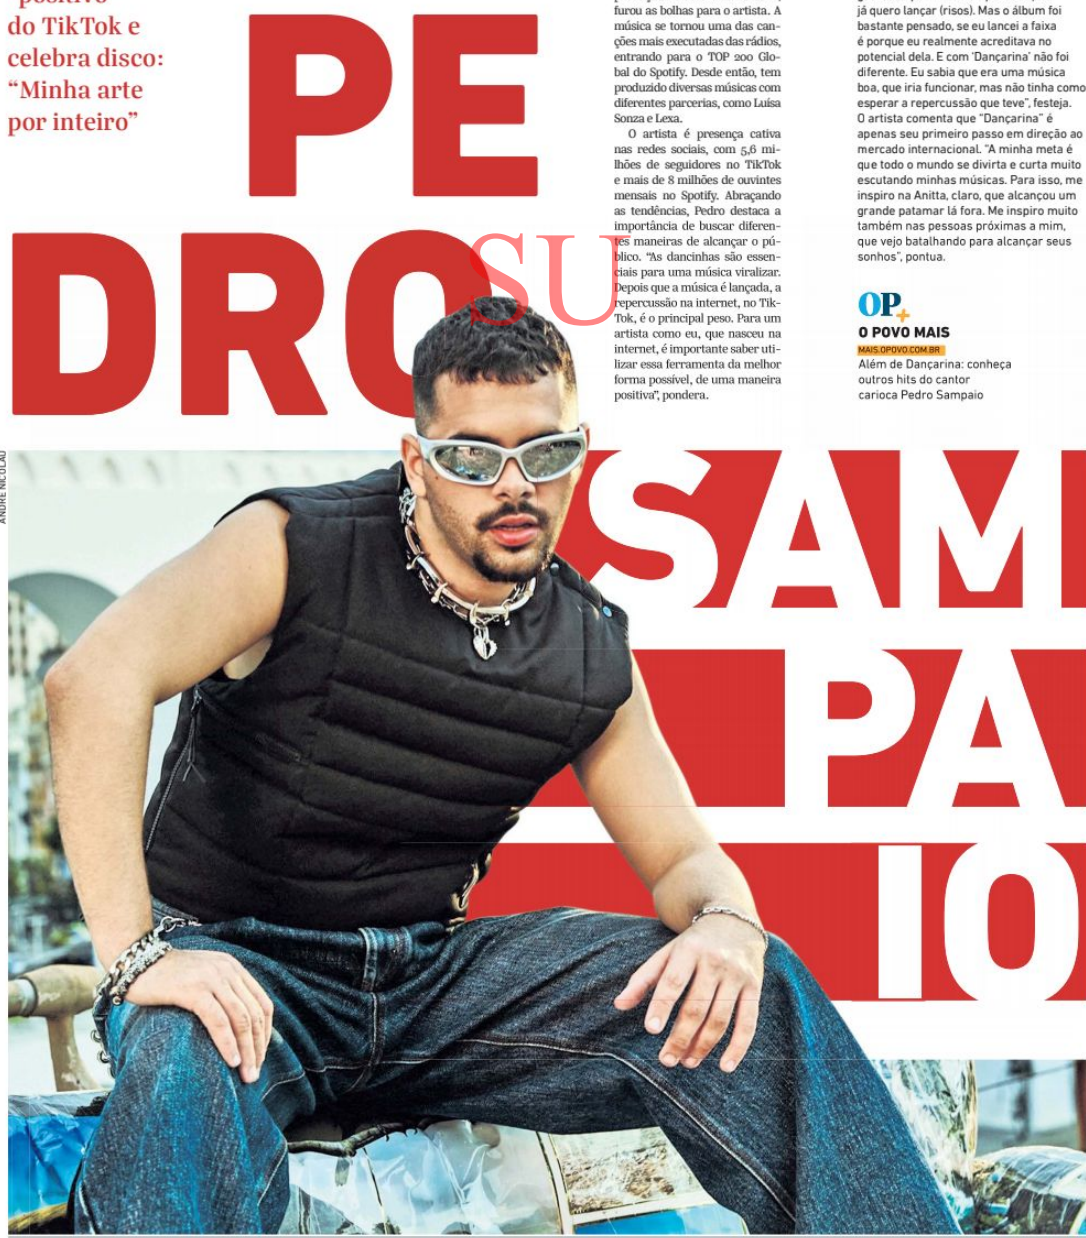 do TikTok e
celebra disco:
“Minha arte
por inteiro”
PE
DRO
SU
furou as bolhas para o artista. A
música se tornou uma das can-
ções mais executadas das rádios,
entrando para o TOP 200 Glo-
bal do Spotify. Desde então, tem
produzido diversas músicas com
diferentes parcerias, como Luísa
Sonza e Lexa.
O artista é presença cativa
nas redes sociais, com 5,6 mi-
lhões de seguidores no TikTok
e mais de 8 milhões de ouvintes
mensais no Spotify. Abraçando
as tendências, Pedro destaca a
importância de buscar diferen-
tes maneiras de alcançar o pú-
blico. “As dancinhas são essen-
ciais para uma música viralizar.
Depois que a música é lançada, a
repercussão na internet, no Tik-
Tok, é o principal peso. Para um
artista como eu, que nasceu na
internet, é importante saber uti-
lizar essa ferramenta da melhor
forma possível, de uma maneira
positiva”, pondera.
já quero lançar (risos). Mas o álbum foi
bastante pensado, se eu lancei a faixa
é porque eu realmente acreditava no
potencial dela. E com ‘Dançarina’ não foi
diferente. Eu sabia que era uma música
boa, que iria funcionar, mas não tinha como
esperar a repercussão que teve”, festeja.
O artista comenta que “Dançarina” é
apenas seu primeiro passo em direção ao
mercado internacional. “A minha meta é
que todo o mundo se divirta e curta muito
escutando minhas músicas. Para isso, me
inspiro na Anitta, claro, que alcançou um
grande patamar lá fora. Me inspiro muito
também nas pessoas próximas a mim,
que vejo batalhando para alcançar seus
sonhos”, pontua.
OP+
O POVO MAIS
MAIS.OPOVO.COM.BR
Além de Dançarina: conheça
outros hits do cantor
carioca Pedro Sampaio
ANDRÉ NICOLAU
SAM
PA
IO